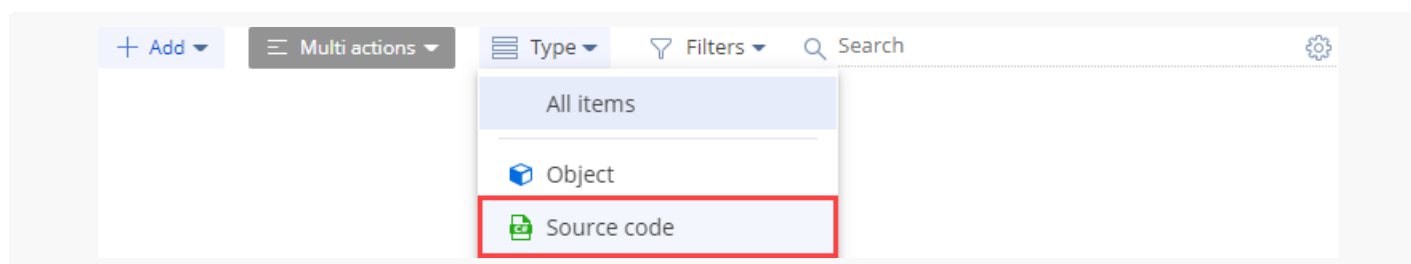 Add Multi actions Type Filters Search
All items
Object
C# Source code